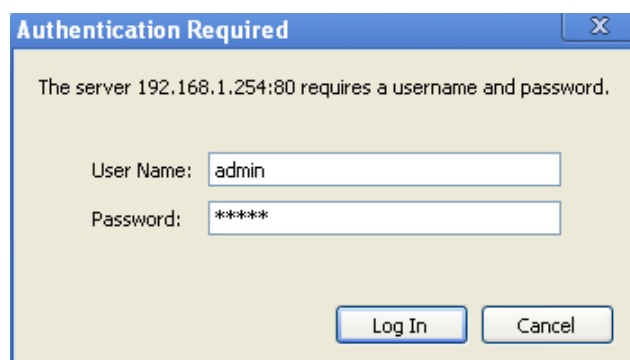 Authentication Required
The server 192.168.1.254:80 requires a username and password.
User Name: admin
Password: *****
Log In Cancel